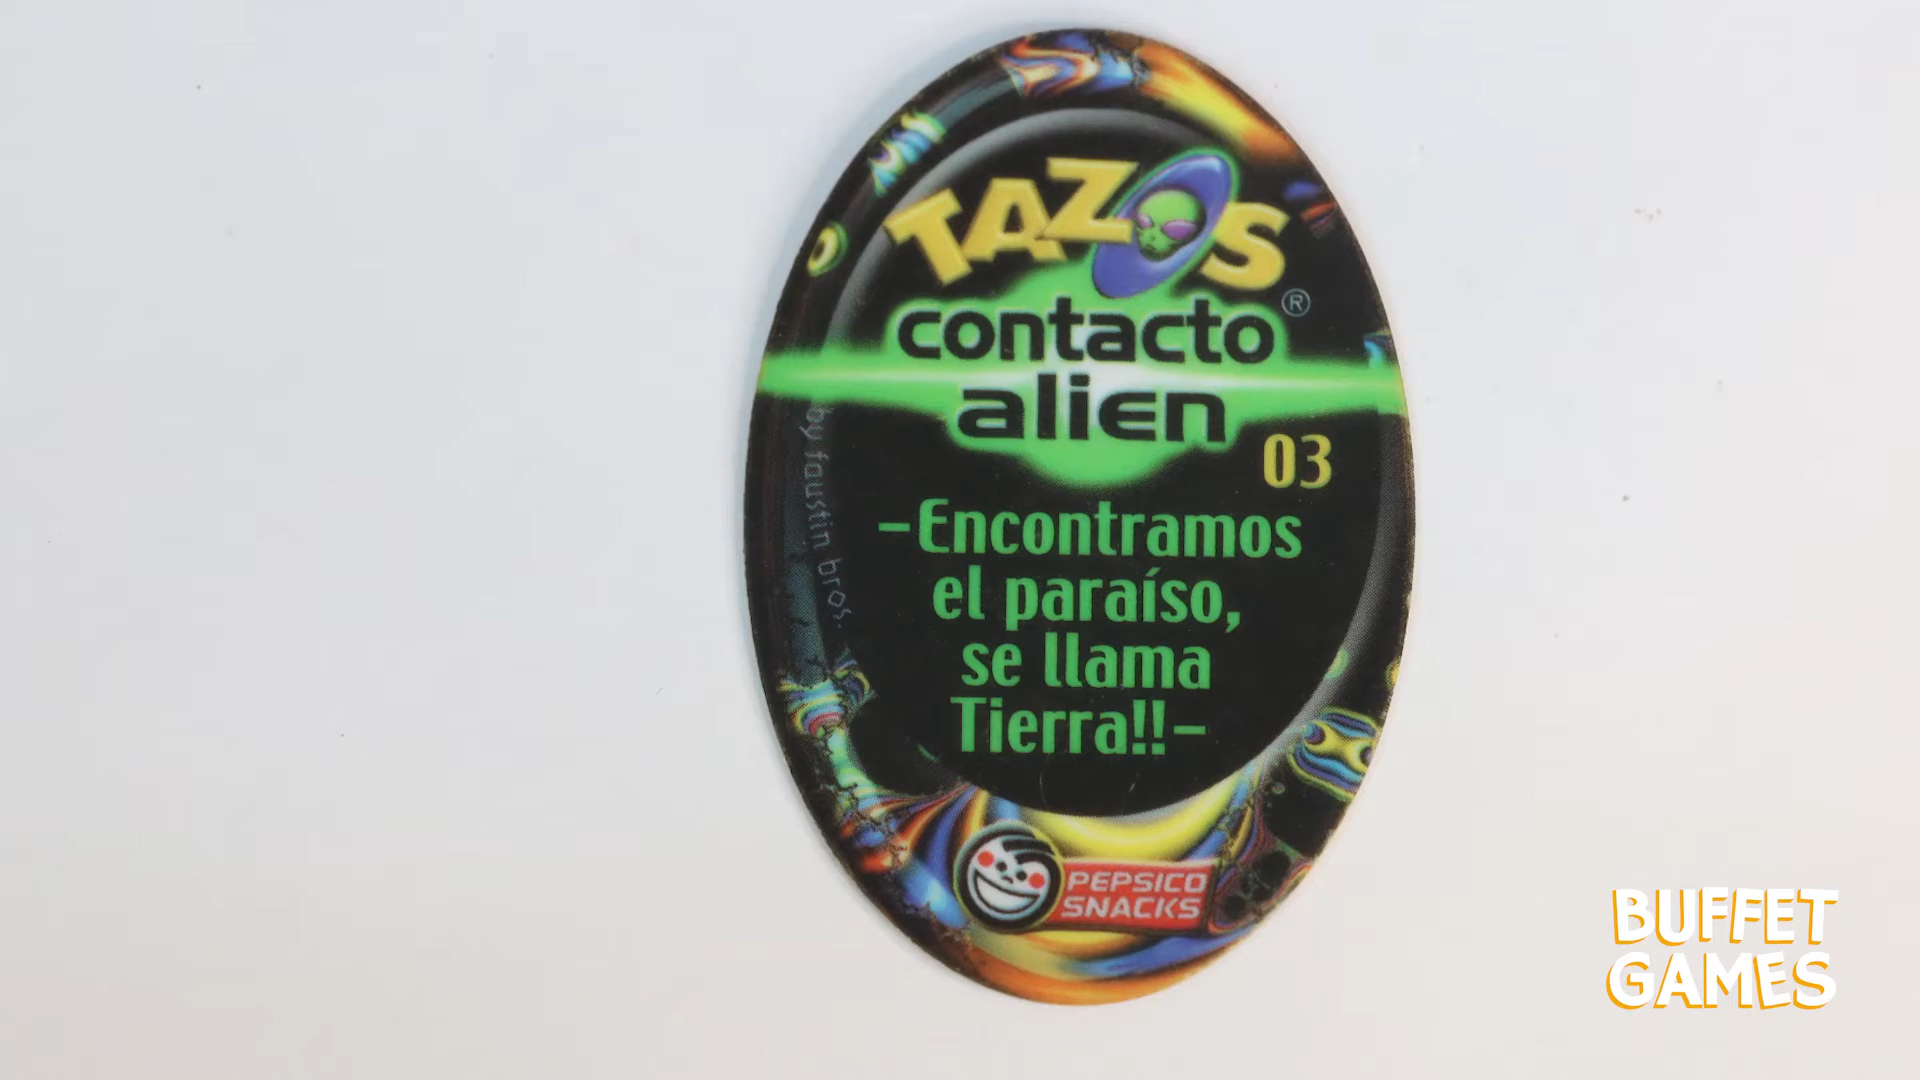 TAZOS
®
contacto
alien
03
–Encontramos
el paraíso,
se llama
Tierra!!–
by faustin bros.
PEPSICO
SNACKS
BUFFET
GAMES